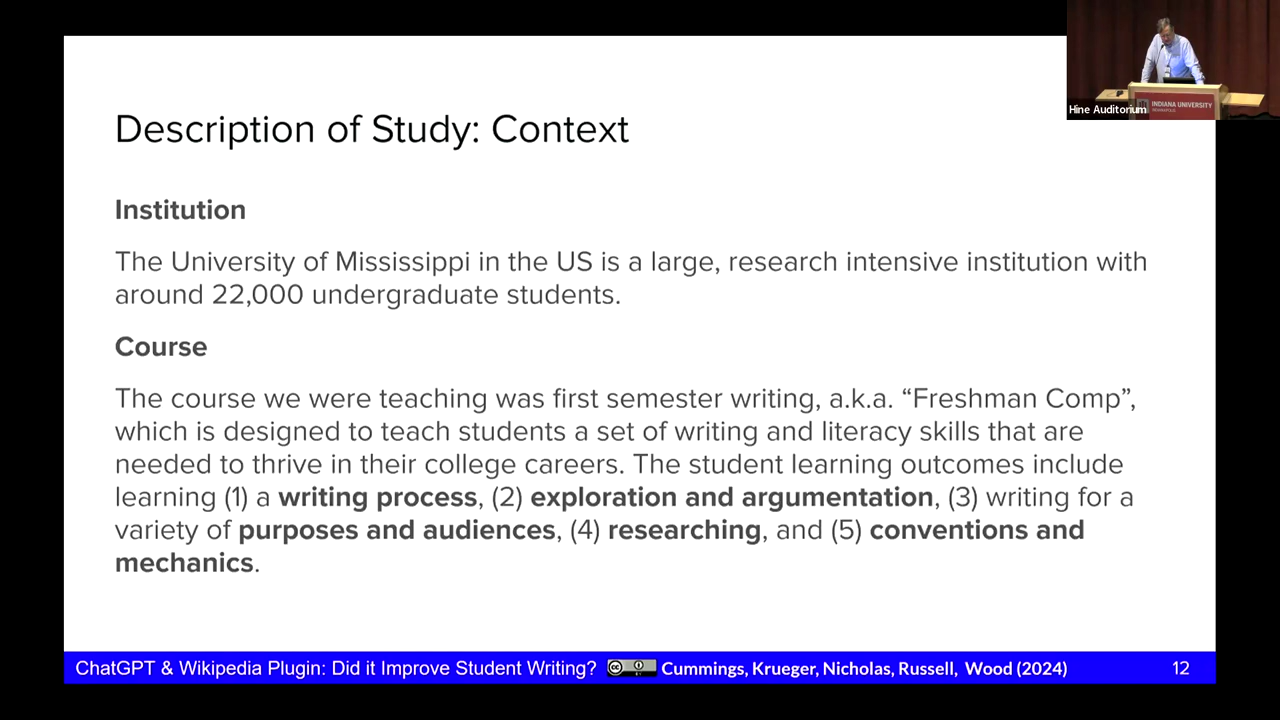 Description of Study: Context
Institution
The University of Mississippi in the US is a large, research intensive institution with
around 22,000 undergraduate students.
Course
The course we were teaching was first semester writing, a.k.a. “Freshman Comp”,
which is designed to teach students a set of writing and literacy skills that are
needed to thrive in their college careers. The student learning outcomes include
learning (1) a writing process, (2) exploration and argumentation, (3) writing for a
variety of purposes and audiences, (4) researching, and (5) conventions and
mechanics.
ChatGPT & Wikipedia Plugin: Did it Improve Student Writing? cc Cummings, Krueger, Nicholas, Russell, Wood (2024) 12
Hine Auditorium
INDIANA UNIVERSITY